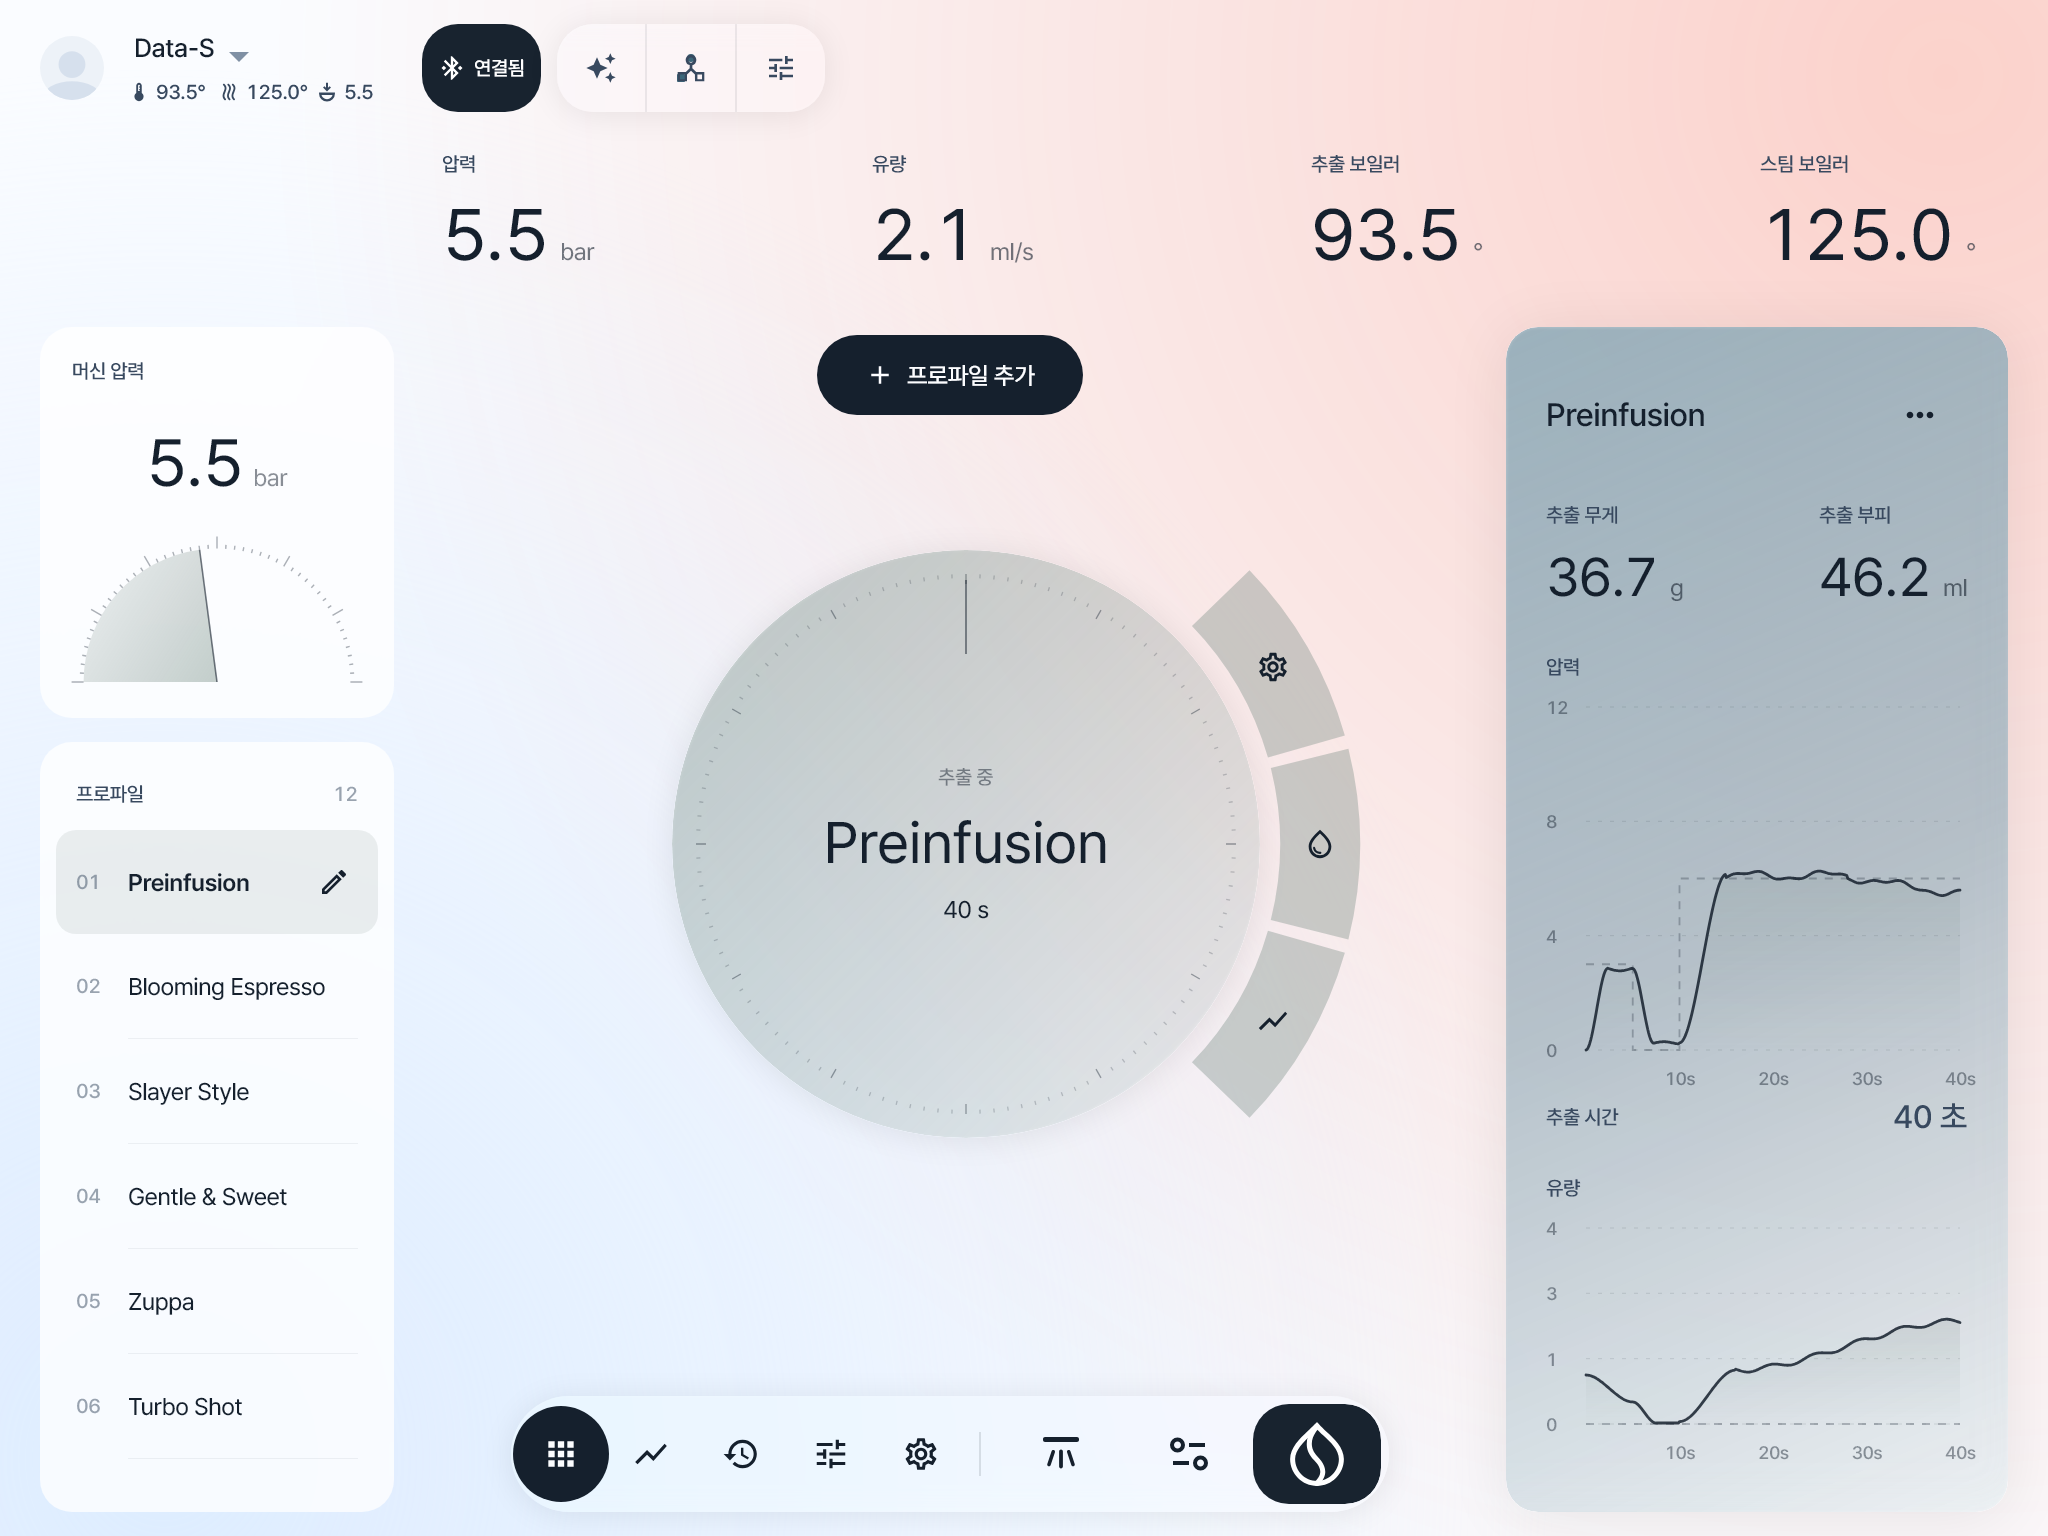 Data-S
93.5° 125.0° 5.5
연결됨
압력
5.5 bar
유량
2.1 ml/s
추출 보일러
93.5 °
스팀 보일러
125.0 °
머신 압력
5.5 bar
프로파일 12
01 Preinfusion
02 Blooming Espresso
03 Slayer Style
04 Gentle & Sweet
05 Zuppa
06 Turbo Shot
+ 프로파일 추가
추출 중
Preinfusion
40 s
Preinfusion
추출 무게
36.7 g
추출 부피
46.2 ml
압력
12
8
4
0
10s 20s 30s 40s
추출 시간 40 초
유량
4
3
1
0
10s 20s 30s 40s